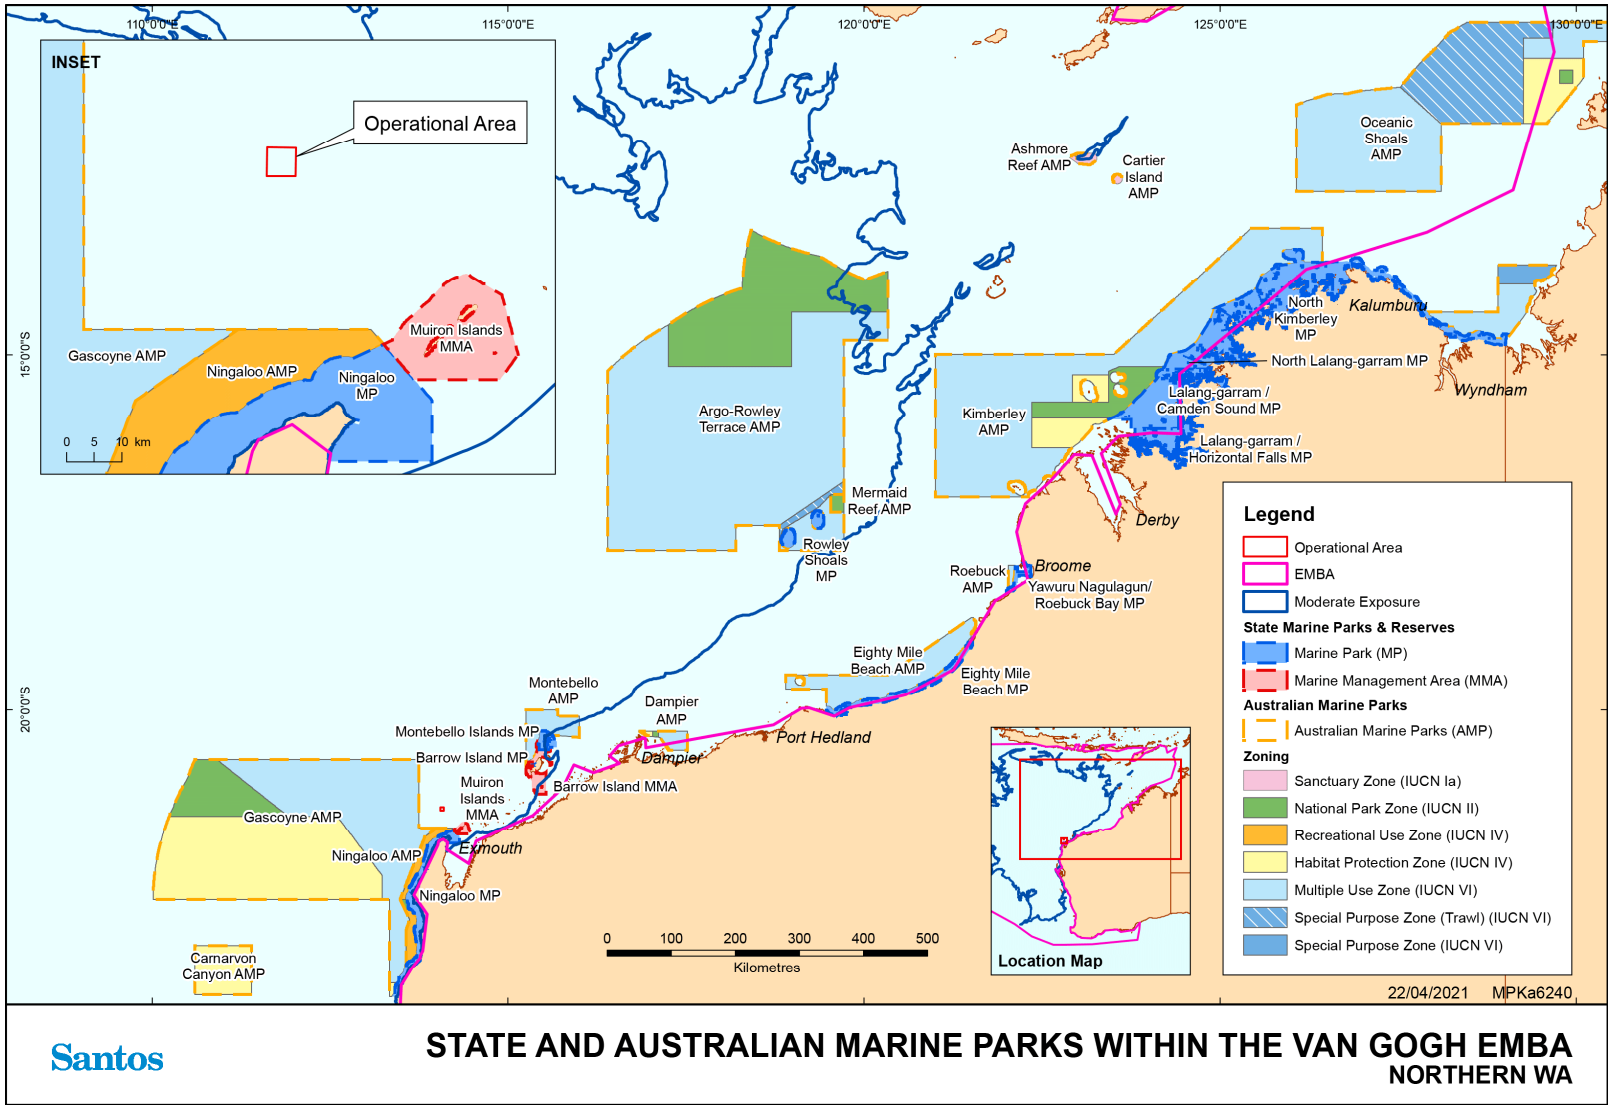 110°0'0"E
115°0'0"E
120°0'0"E
125°0'0"E
130°0'0"E
15°0'0"S
20°0'0"S
INSET
Operational Area
Muiron Islands
MMA
Gascoyne AMP
Ningaloo AMP
Ningaloo
MP
0 5 10 km
Ashmore
Reef AMP
Cartier
Island
AMP
Oceanic
Shoals
AMP
North
Kimberley
MP
Kalumburu
North Lalang-garram MP
Wyndham
Lalang-garram /
Camden Sound MP
Kimberley
AMP
Lalang-garram /
Horizontal Falls MP
Argo-Rowley
Terrace AMP
Mermaid
Reef AMP
Derby
Rowley
Shoals
MP
Roebuck
AMP
Broome
Yawuru Nagulagun/
Roebuck Bay MP
Eighty Mile
Beach AMP
Eighty Mile
Beach MP
Montebello
AMP
Dampier
AMP
Montebello Islands MP
Port Hedland
Barrow Island MP
Dampier
Muiron
Islands
MMA
Barrow Island MMA
Gascoyne AMP
Exmouth
Ningaloo AMP
Ningaloo MP
Carnarvon
Canyon AMP
0 100 200 300 400 500
Kilometres
Location Map
Legend
Operational Area
EMBA
Moderate Exposure
State Marine Parks & Reserves
Marine Park (MP)
Marine Management Area (MMA)
Australian Marine Parks
Australian Marine Parks (AMP)
Zoning
Sanctuary Zone (IUCN Ia)
National Park Zone (IUCN II)
Recreational Use Zone (IUCN IV)
Habitat Protection Zone (IUCN IV)
Multiple Use Zone (IUCN VI)
Special Purpose Zone (Trawl) (IUCN VI)
Special Purpose Zone (IUCN VI)
22/04/2021 MPKa6240
Santos
STATE AND AUSTRALIAN MARINE PARKS WITHIN THE VAN GOGH EMBA
NORTHERN WA